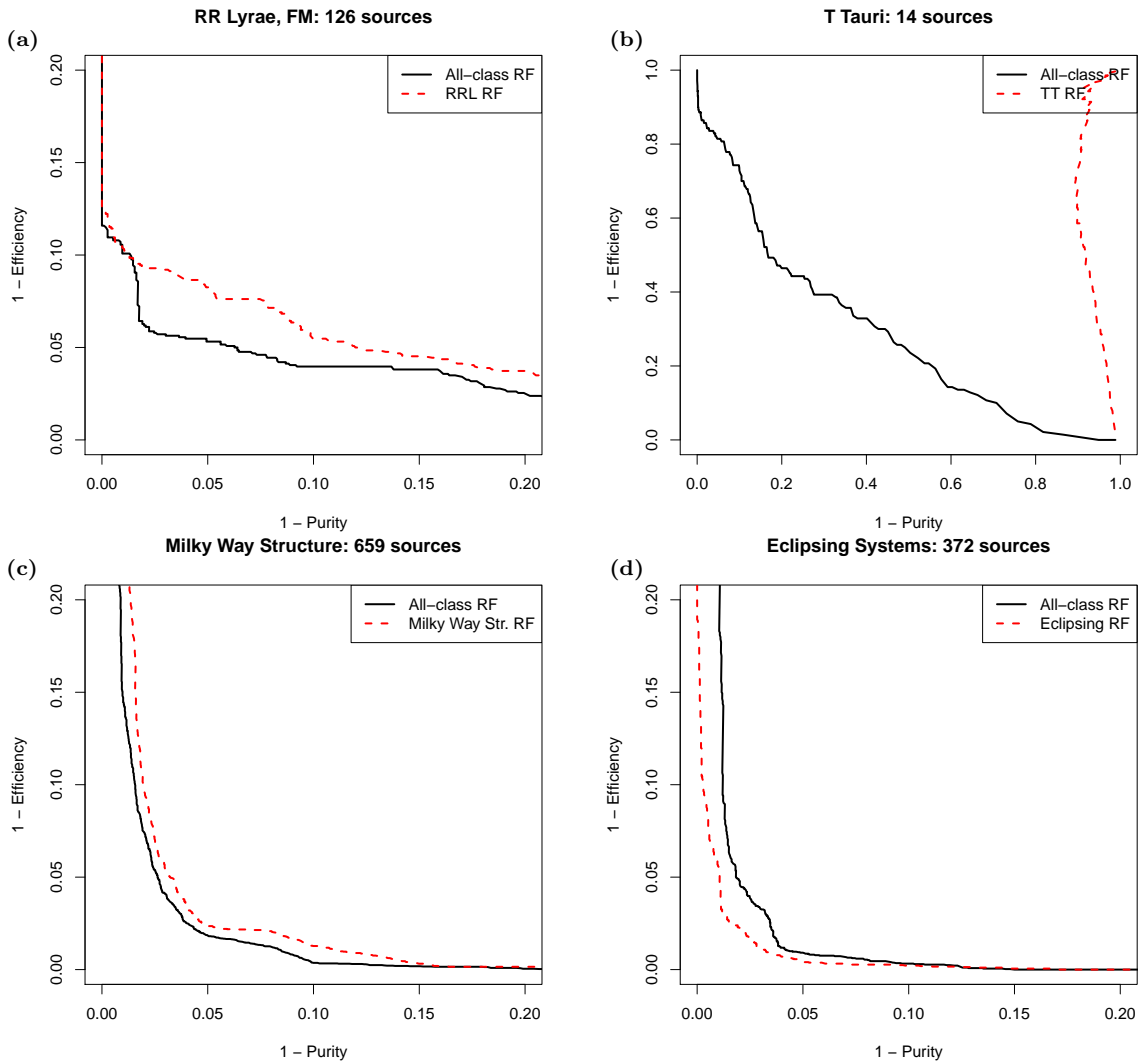 RR Lyrae, FM: 126 sources
(a)
All−class RF
RRL RF
0.20
0.15
0.10
0.05
0.00
1 − Efficiency
0.00 0.05 0.10 0.15 0.20
1 − Purity
T Tauri: 14 sources
(b)
All−class RF
TT RF
1.0
0.8
0.6
0.4
0.2
0.0
1 − Efficiency
0.0 0.2 0.4 0.6 0.8 1.0
1 − Purity
Milky Way Structure: 659 sources
(c)
All−class RF
Milky Way Str. RF
0.20
0.15
0.10
0.05
0.00
1 − Efficiency
0.00 0.05 0.10 0.15 0.20
1 − Purity
Eclipsing Systems: 372 sources
(d)
All−class RF
Eclipsing RF
0.20
0.15
0.10
0.05
0.00
1 − Efficiency
0.00 0.05 0.10 0.15 0.20
1 − Purity